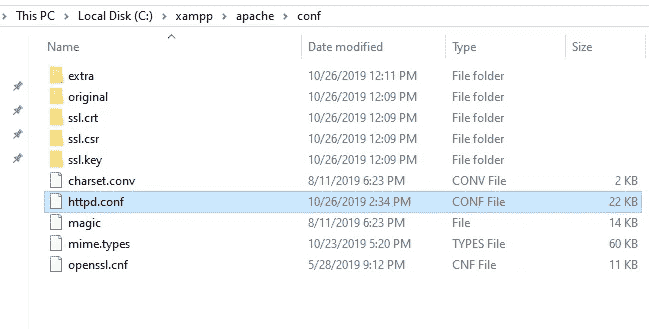 This PC > Local Disk (C:) > xampp > apache > conf
Name Date modified Type Size
extra 10/26/2019 12:11 PM File folder
original 10/26/2019 12:09 PM File folder
ssl.crt 10/26/2019 12:09 PM File folder
ssl.csr 10/26/2019 12:09 PM File folder
ssl.key 10/26/2019 12:09 PM File folder
charset.conv 8/11/2019 6:23 PM CONV File 2 KB
httpd.conf 10/26/2019 2:34 PM CONF File 22 KB
magic 8/11/2019 6:23 PM File 14 KB
mime.types 10/23/2019 5:20 PM TYPES File 60 KB
openssl.cnf 5/28/2019 9:12 PM CNF File 11 KB